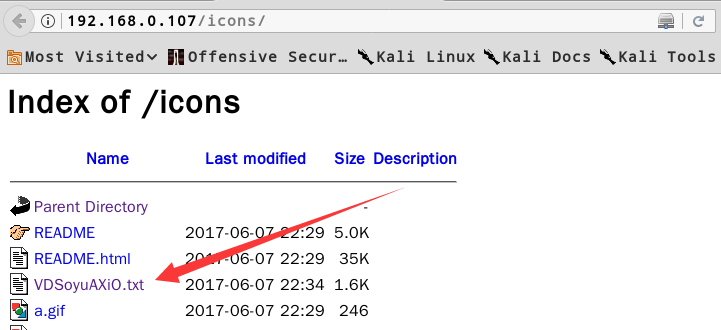 192.168.0.107/icons/
Most Visited Offensive Secur… Kali Linux Kali Docs Kali Tools
Index of /icons
Name Last modified Size Description
Parent Directory -
README 2017-06-07 22:29 5.0K
README.html 2017-06-07 22:29 35K
VDSoyuAXiO.txt 2017-06-07 22:34 1.6K
a.gif 2017-06-07 22:29 246